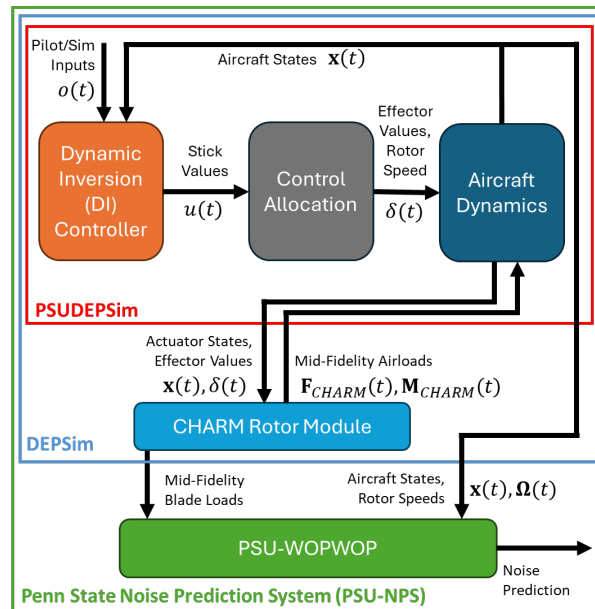 Pilot/Sim
Inputs
o(t)
Aircraft States x(t)
Dynamic
Inversion
(DI)
Controller
Stick
Values
u(t)
Control
Allocation
Effector
Values,
Rotor
Speed
δ(t)
Aircraft
Dynamics
PSUDEPSim
Actuator States,
Effector Values
x(t), δ(t)
Mid-Fidelity Airloads
F_CHARM(t), M_CHARM(t)
CHARM Rotor Module
DEPSim
Mid-Fidelity
Blade Loads
Aircraft States,
Rotor Speeds
x(t), Ω(t)
PSU-WOPWOP
Noise
Prediction
Penn State Noise Prediction System (PSU-NPS)